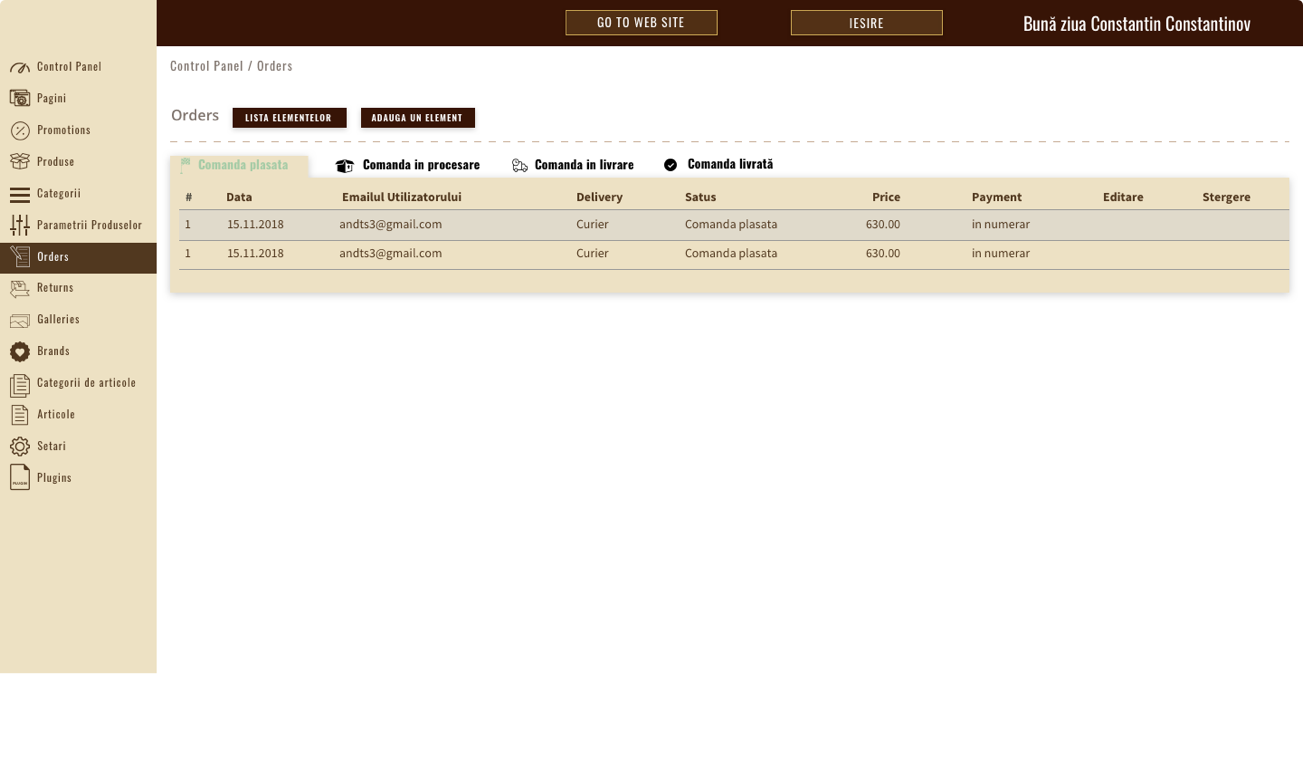 GO TO WEB SITE
IESIRE
Bună ziua Constantin Constantinov
Control Panel
Pagini
Promotions
Produse
Categorii
Parametrii Produselor
Orders
Returns
Galleries
Brands
Categorii de articole
Articole
Setari
PLUGIN
Plugins
Control Panel / Orders
Orders
LISTA ELEMENTELOR
ADAUGA UN ELEMENT
Comanda plasata
Comanda in procesare
Comanda in livrare
Comanda livrată
# Data Emailul Utilizatorului Delivery Satus Price Payment Editare Stergere
1 15.11.2018 andts3@gmail.com Curier Comanda plasata 630.00 in numerar
1 15.11.2018 andts3@gmail.com Curier Comanda plasata 630.00 in numerar